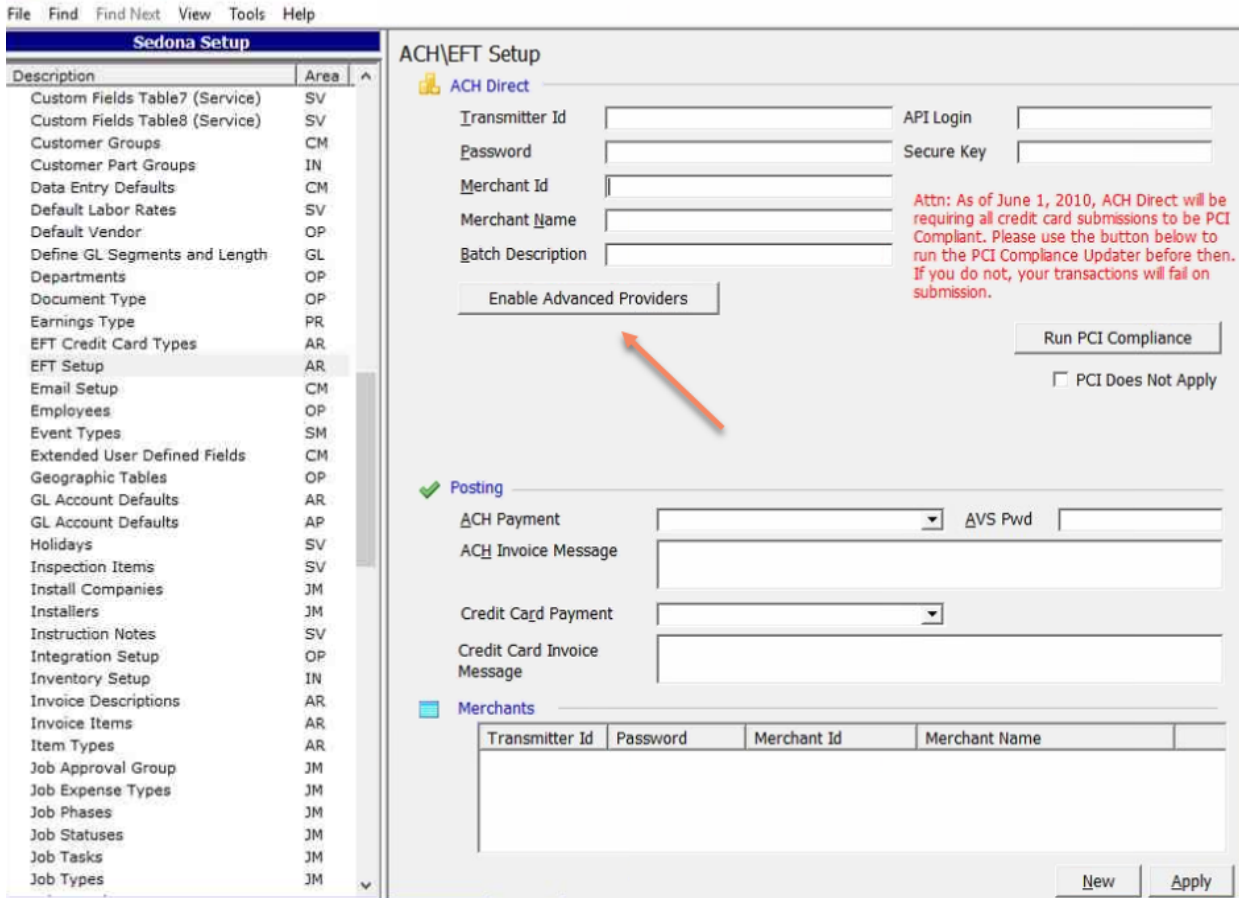 File Find Find Next View Tools Help
Sedona Setup
Description Area
Custom Fields Table7 (Service) SV
Custom Fields Table8 (Service) SV
Customer Groups CM
Customer Part Groups IN
Data Entry Defaults CM
Default Labor Rates SV
Default Vendor OP
Define GL Segments and Length GL
Departments OP
Document Type OP
Earnings Type PR
EFT Credit Card Types AR
EFT Setup AR
Email Setup CM
Employees OP
Event Types SM
Extended User Defined Fields CM
Geographic Tables OP
GL Account Defaults AR
GL Account Defaults AP
Holidays SV
Inspection Items SV
Install Companies JM
Installers JM
Instruction Notes SV
Integration Setup OP
Inventory Setup IN
Invoice Descriptions AR
Invoice Items AR
Item Types AR
Job Approval Group JM
Job Expense Types JM
Job Phases JM
Job Statuses JM
Job Tasks JM
Job Types JM
ACH\EFT Setup
ACH Direct
Transmitter Id API Login
Password Secure Key
Merchant Id
Merchant Name
Batch Description
Attn: As of June 1, 2010, ACH Direct will be
requiring all credit card submissions to be PCI
Compliant. Please use the button below to
run the PCI Compliance Updater before then.
If you do not, your transactions will fail on
submission.
Enable Advanced Providers
Run PCI Compliance
PCI Does Not Apply
Posting
ACH Payment AVS Pwd
ACH Invoice Message
Credit Card Payment
Credit Card Invoice
Message
Merchants
Transmitter Id Password Merchant Id Merchant Name
New Apply